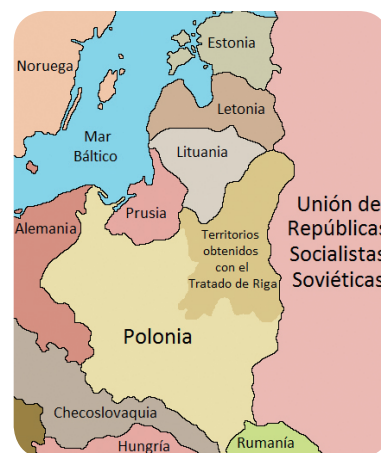 Estonia
Noruega
Letonia
Mar
Báltico
Lituania
Prusia
Alemania
Territorios
obtenidos
con el
Tratado de Riga
Unión de
Repúblicas
Socialistas
Soviéticas
Polonia
Checoslovaquia
Hungría
Rumanía